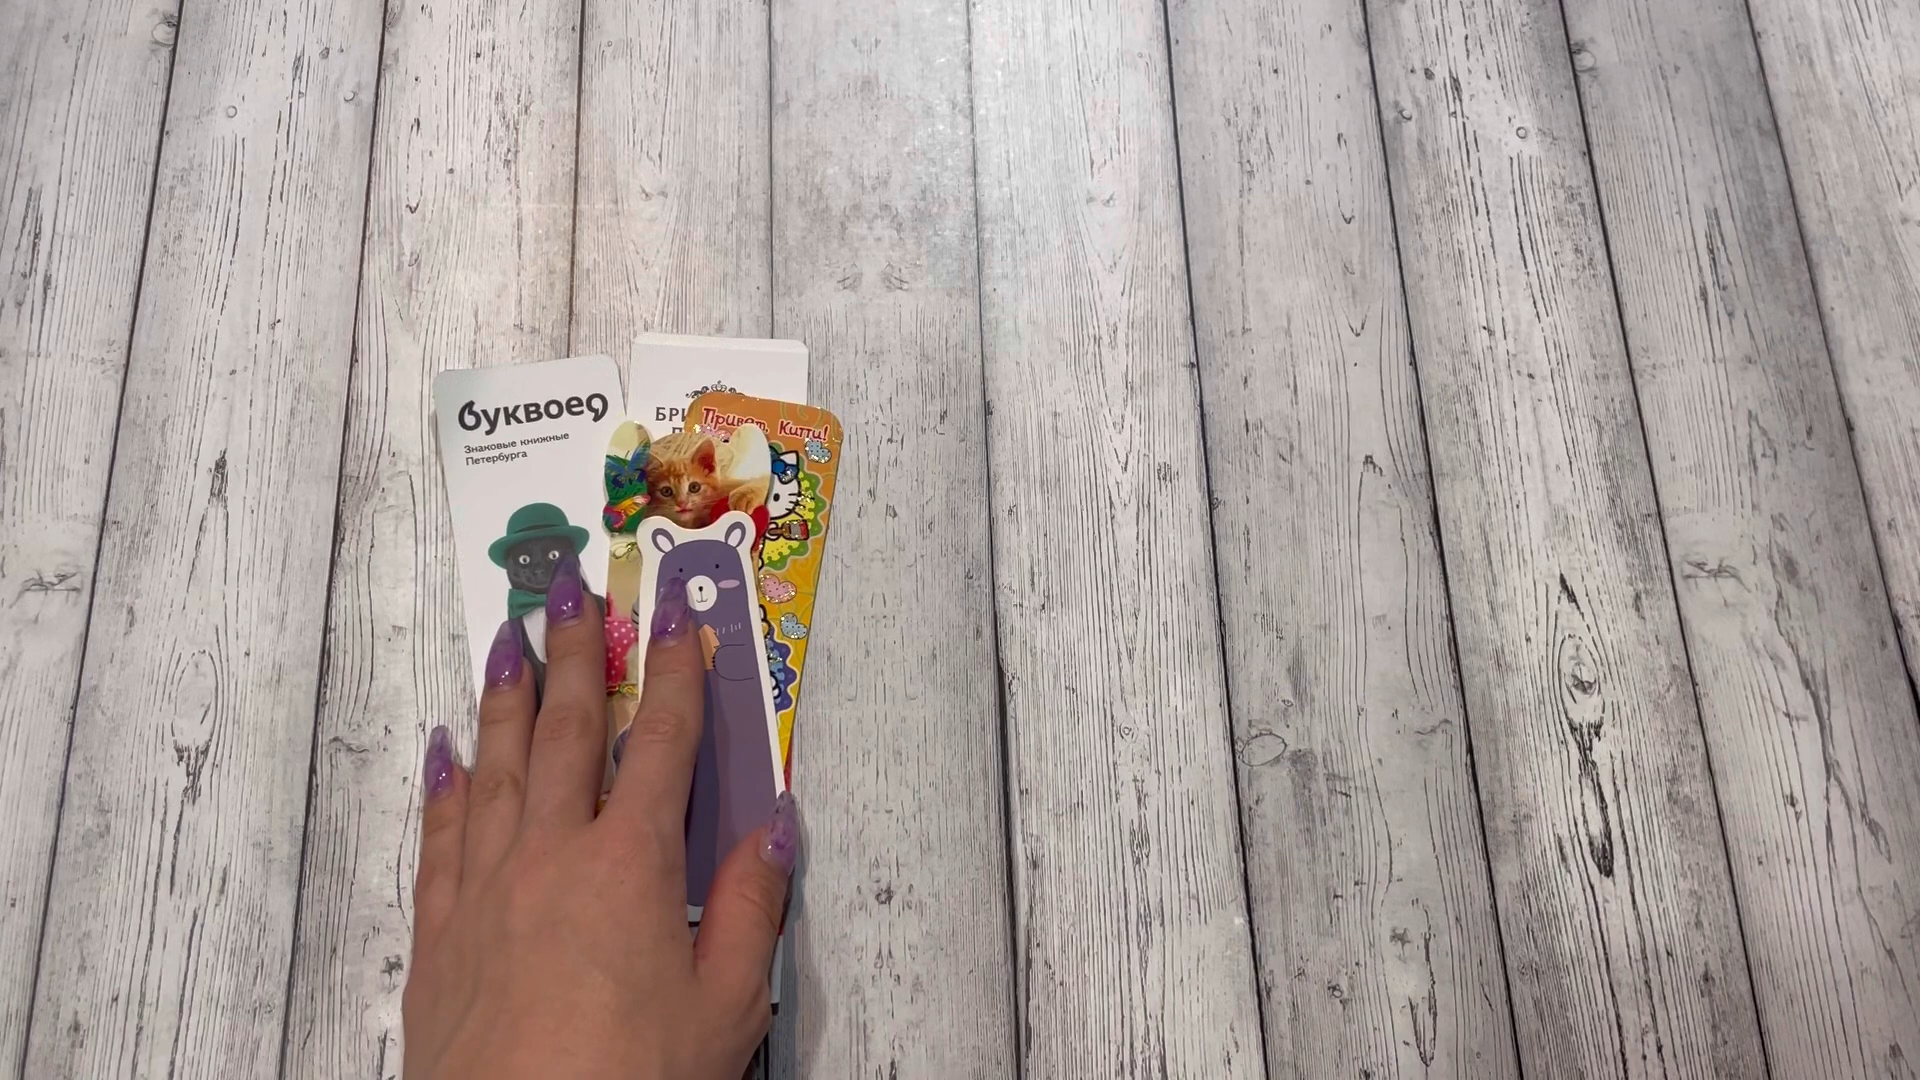 буквоед
Знаковые книжные
Петербурга
Привет, Китти!